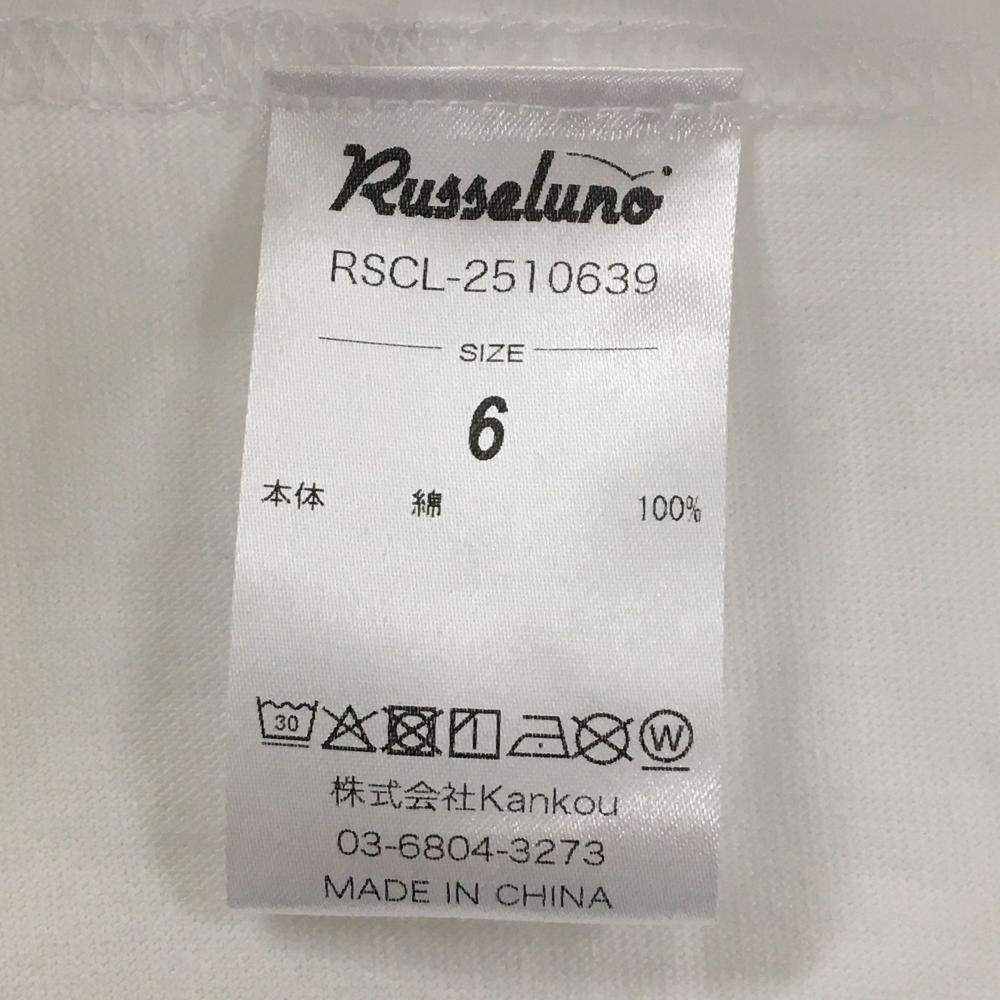 Russeluno
RSCL-2510639
SIZE
6
本体 綿 100%
30 W
株式会社Kankou
03-6804-3273
MADE IN CHINA